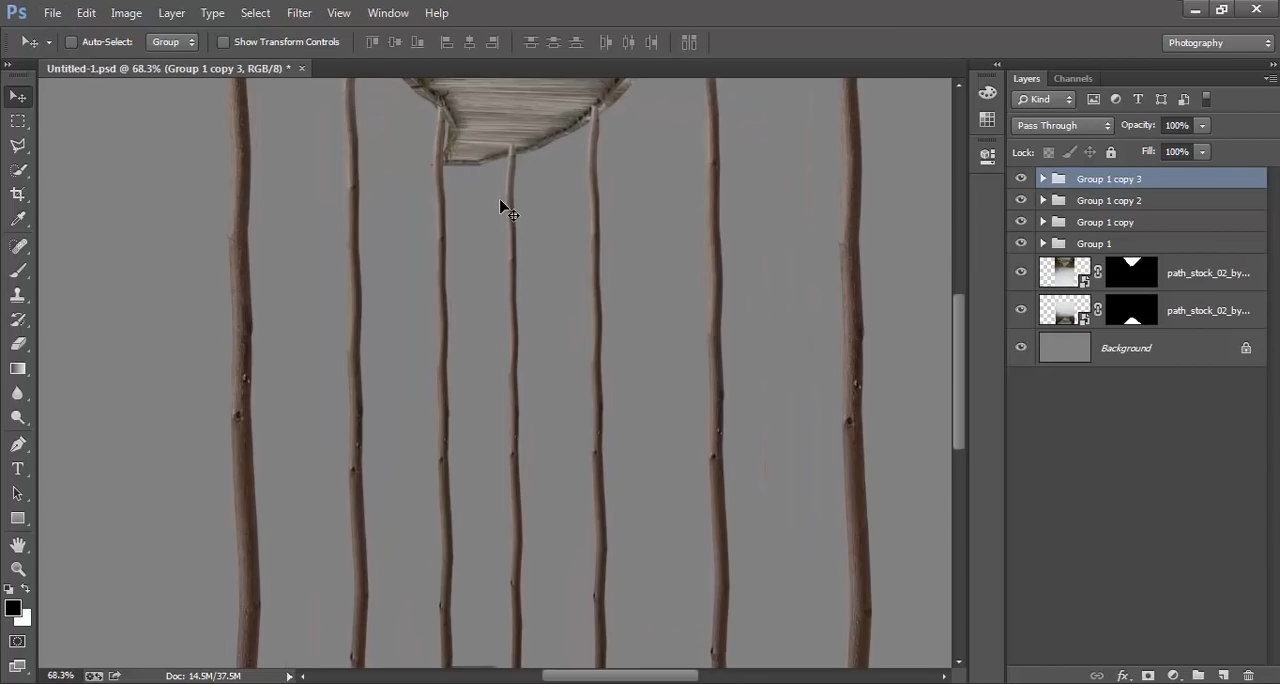 Ps File Edit Image Layer Type Select Filter View Window Help
Auto-Select: Group Show Transform Controls Photography
Untitled-1.psd @ 68.3% (Group 1 copy 3, RGB/8) * ×
Layers Channels
Kind T
Pass Through Opacity: 100%
Lock: Fill: 100%
Group 1 copy 3
Group 1 copy 2
Group 1 copy
Group 1
path_stock_02_by...
path_stock_02_by...
Background
T
68.3% Doc: 14.5M/37.5M fx